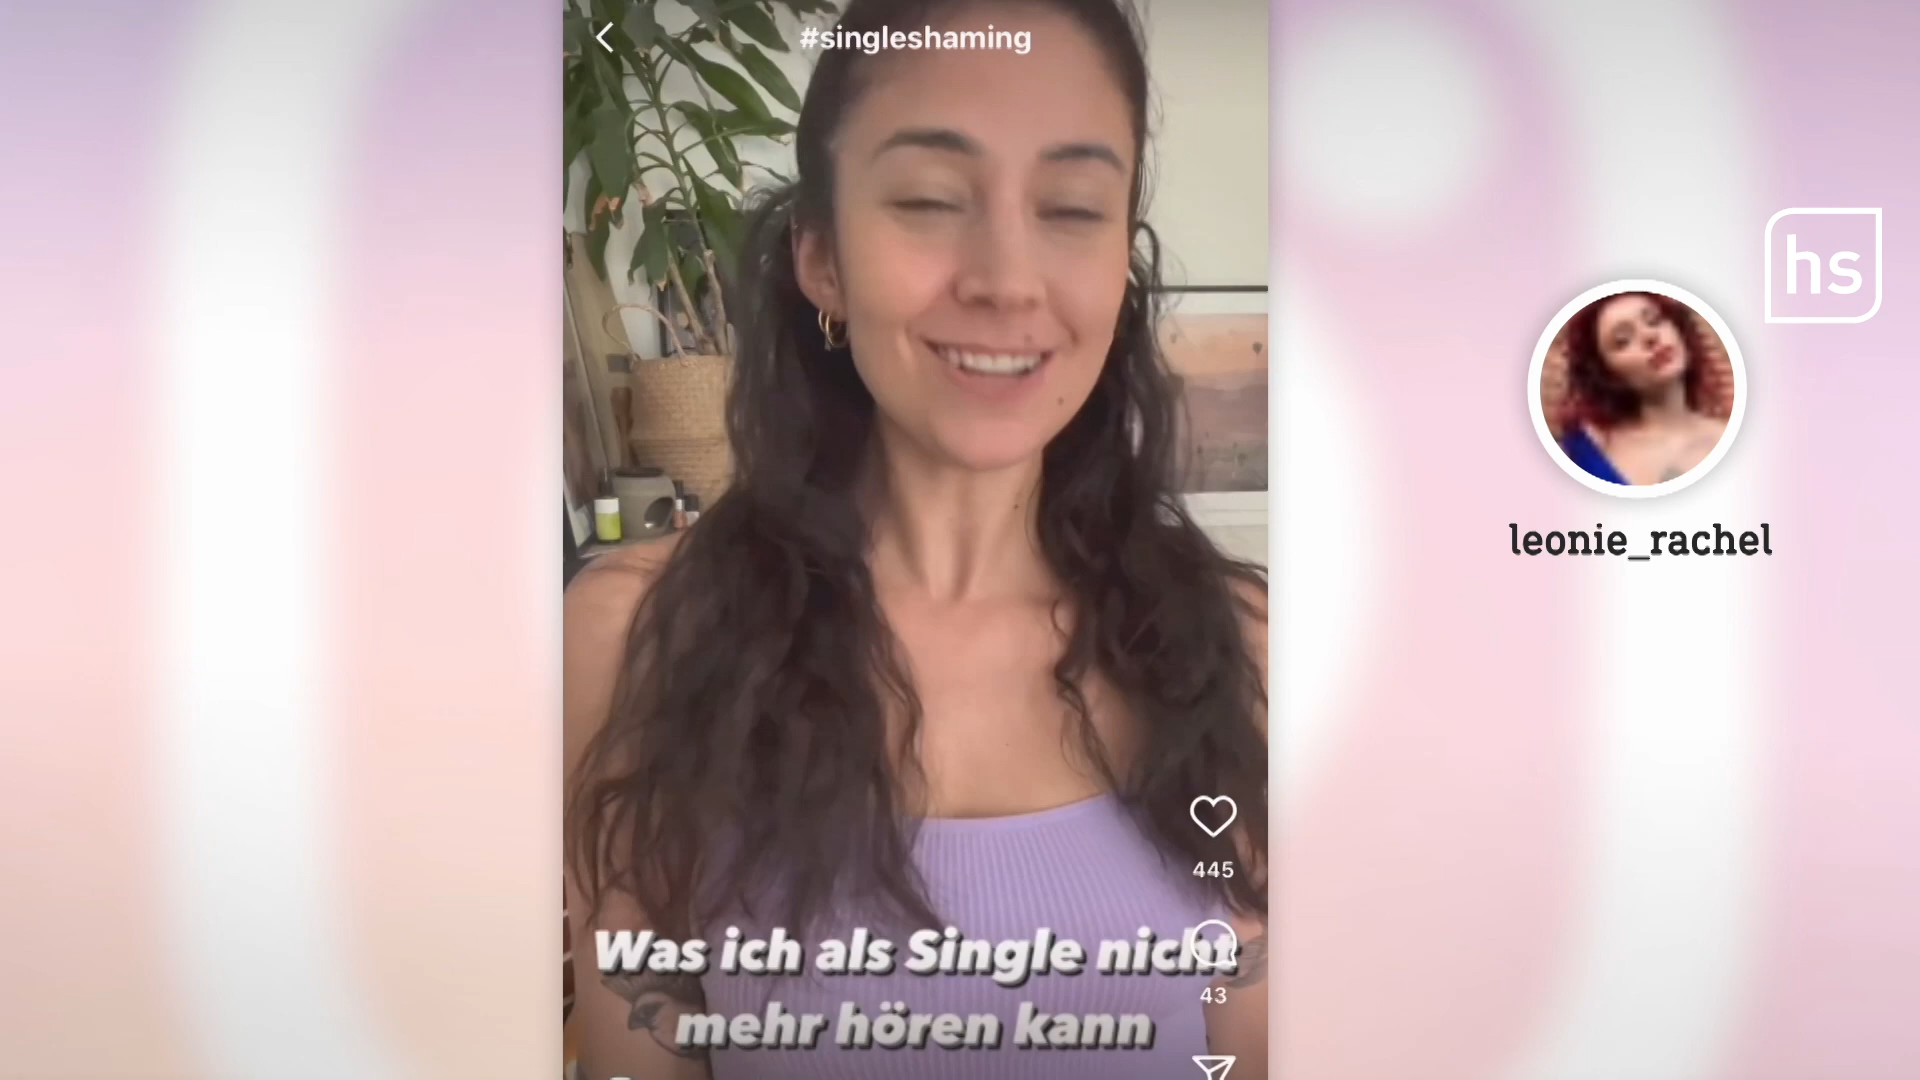 #singleshaming
hs
leonie_rachel
445
Was ich als Single nicht
43
mehr hören kann